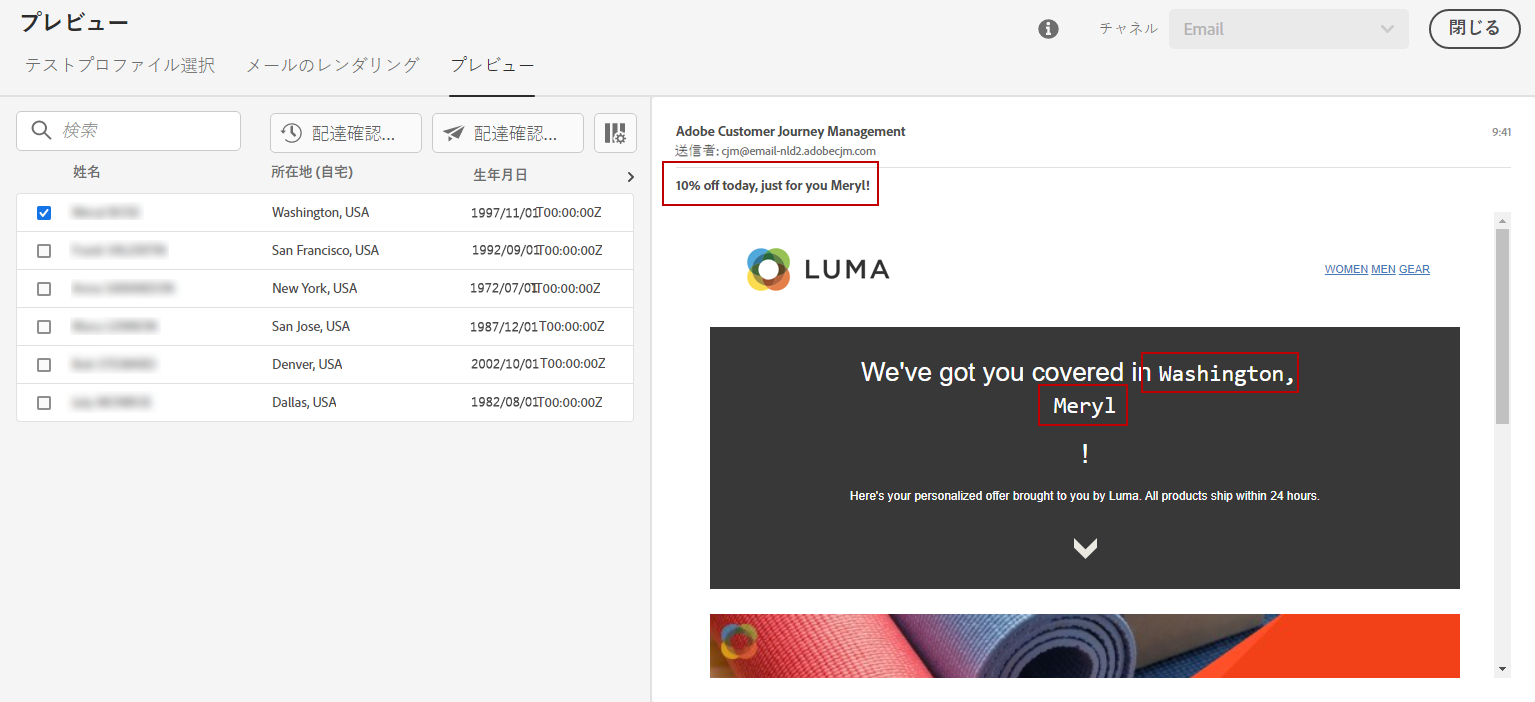 プレビュー
チャネル
Email
閉じる
テストプロファイル選択 メールのレンダリング プレビュー
検索
配達確認...
配達確認...
姓名 所在地 (自宅) 生年月日
Washington, USA 1997/11/01T00:00:00Z
San Francisco, USA 1992/09/01T00:00:00Z
New York, USA 1972/07/01T00:00:00Z
San Jose, USA 1987/12/01T00:00:00Z
Denver, USA 2002/10/01T00:00:00Z
Dallas, USA 1982/08/01T00:00:00Z
Adobe Customer Journey Management 9:41
送信者: cjm@email-nld2.adobecjm.com
10% off today, just for you Meryl!
LUMA
WOMEN MEN GEAR
We've got you covered in Washington,
Meryl
!
Here's your personalized offer brought to you by Luma. All products ship within 24 hours.